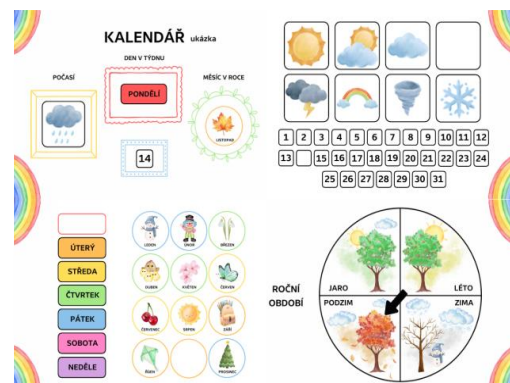 KALENDÁŘ ukázka
DEN V TÝDNU
POČASÍ
MĚSÍC V ROCE
PONDĚLÍ
LISTOPAD
14
1 2 3 4 5 6 7 8 9 10 11 12
13 15 16 17 18 19 20 21 22 23 24
25 26 27 28 29 30 31
ÚTERÝ
STŘEDA
ČTVRTEK
PÁTEK
SOBOTA
NEDĚLE
LEDEN ÚNOR BŘEZEN
DUBEN KVĚTEN ČERVEN
ČERVENEC SRPEN ZÁŘÍ
ŘÍJEN PROSINEC
ROČNÍ
OBDOBÍ
JARO LÉTO
PODZIM ZIMA